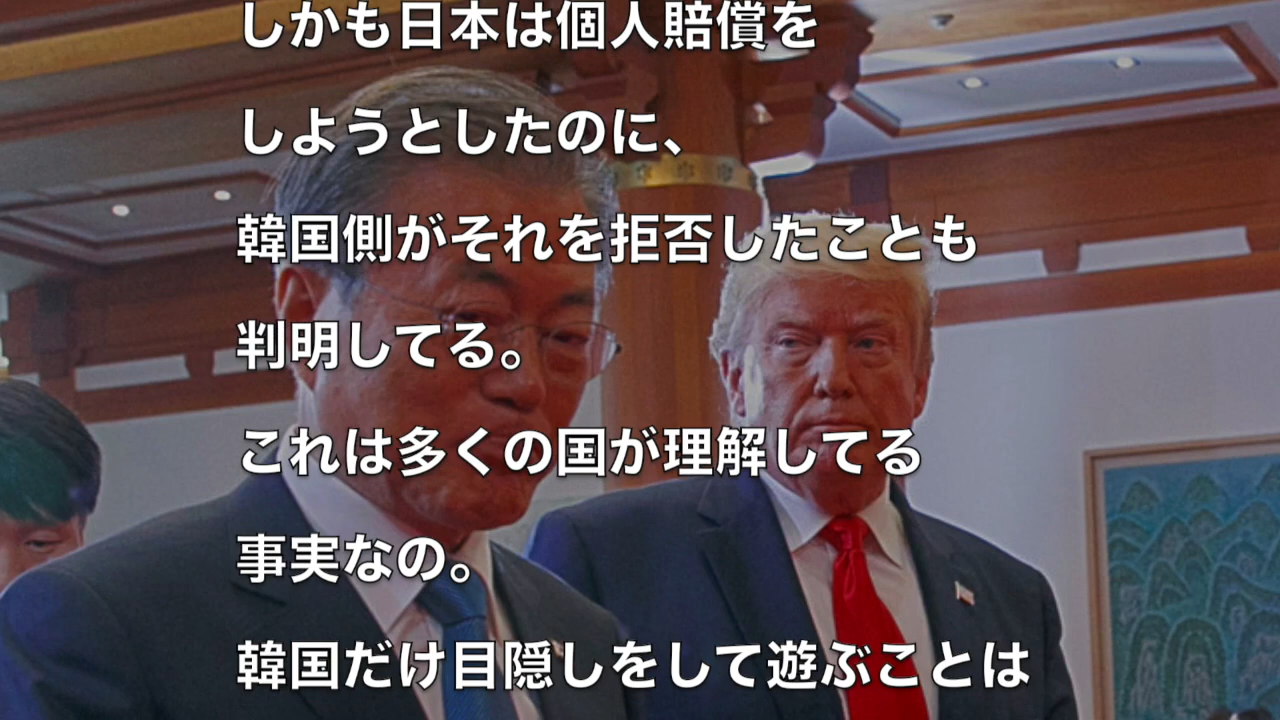 しかも日本は個人賠償を
しようとしたのに、
韓国側がそれを拒否したことも
判明してる。
これは多くの国が理解してる
事実なの。
韓国だけ目隠しをして遊ぶことは